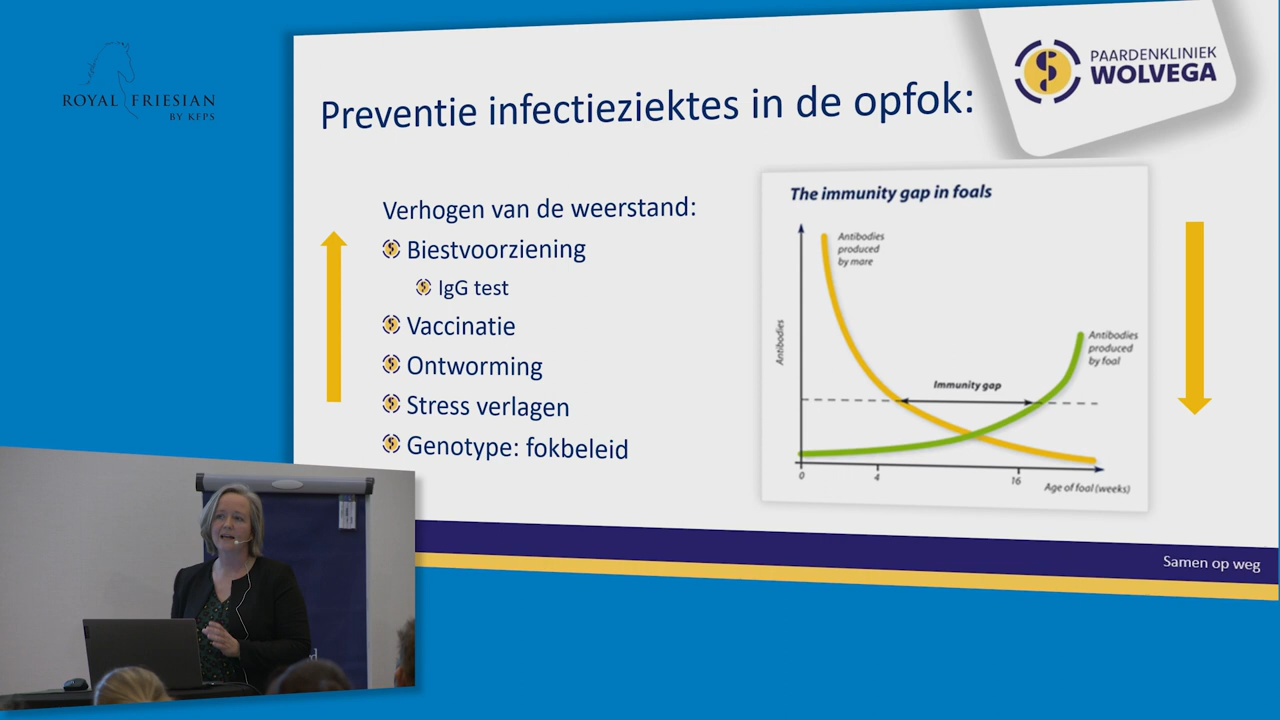 ROYAL FRIESIAN
BY KFPS
PAARDENKLINIEK
WOLVEGA
Preventie infectieziektes in de opfok:
Verhogen van de weerstand:
Biestvoorziening
IgG test
Vaccinatie
Ontworming
Stress verlagen
Genotype: fokbeleid
The immunity gap in foals
Antibodies
produced
by mare
Antibodies
Antibodies
produced
by foal
Immunity gap
0
4
16
Age of foal (weeks)
Samen op weg